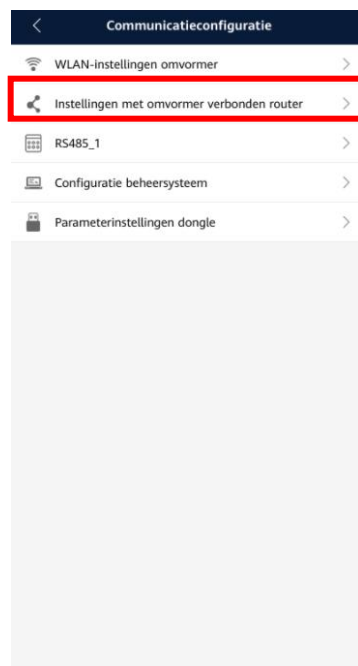 Communicatieconfiguratie
WLAN-instellingen omvormer
Instellingen met omvormer verbonden router
RS485_1
Configuratie beheersysteem
Parameterinstellingen dongle